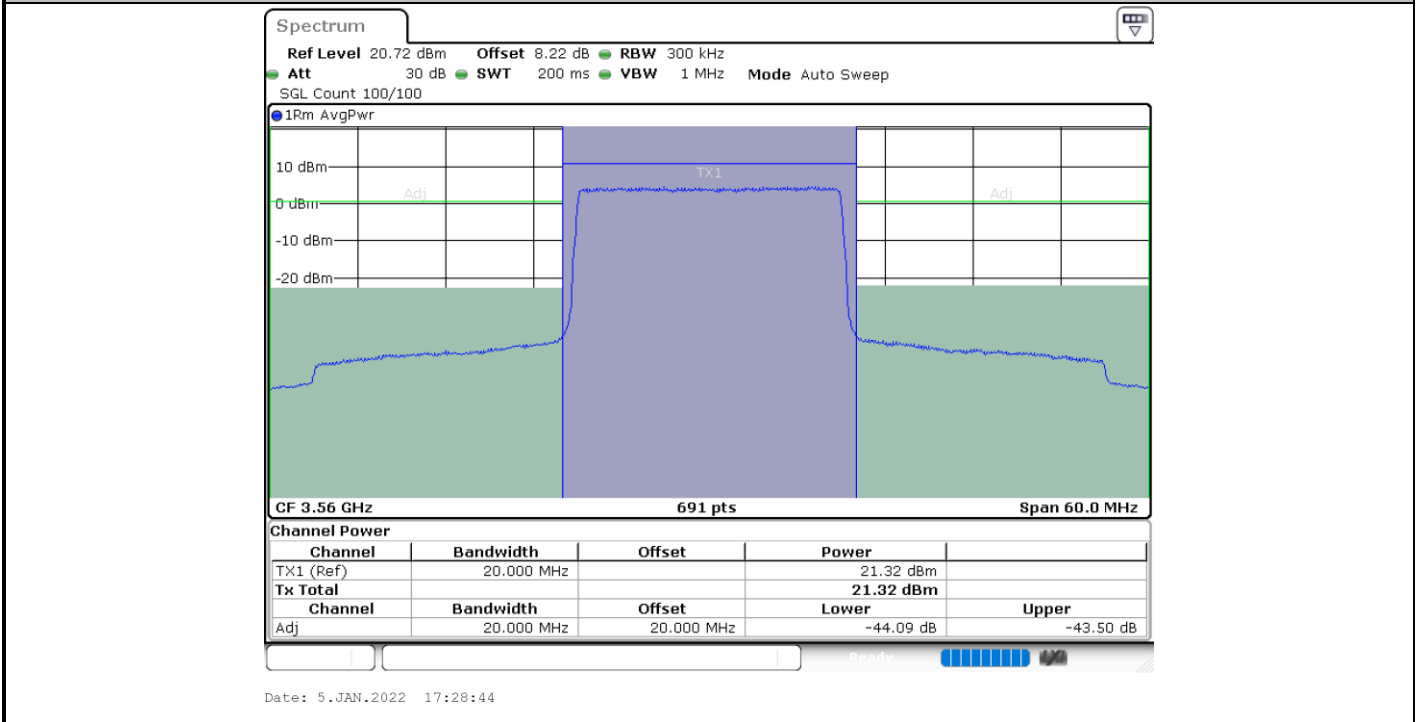 Spectrum
Ref Level 20.72 dBm Offset 8.22 dB RBW 300 kHz
Att 30 dB SWT 200 ms VBW 1 MHz Mode Auto Sweep
SGL Count 100/100
1Rm AvgPwr
10 dBm
TX1
Adj Adj
0 dBm
-10 dBm
-20 dBm
CF 3.56 GHz 691 pts Span 60.0 MHz
Channel Power
Channel Bandwidth Offset Power
TX1 (Ref) 20.000 MHz 21.32 dBm
Tx Total 21.32 dBm
Channel Bandwidth Offset Lower Upper
Adj 20.000 MHz 20.000 MHz -44.09 dB -43.50 dB
Ready
Date: 5.JAN.2022 17:28:44